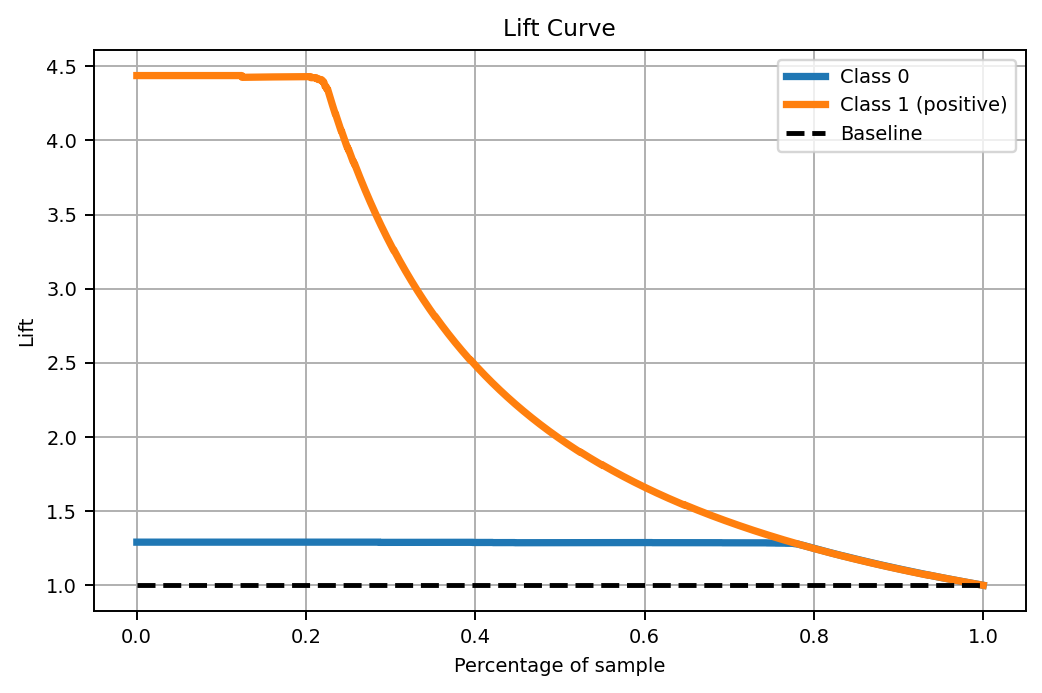 Lift Curve
4.5
4.0
3.5
3.0
2.5
2.0
1.5
1.0
Lift
Class 0
Class 1 (positive)
Baseline
0.0 0.2 0.4 0.6 0.8 1.0
Percentage of sample